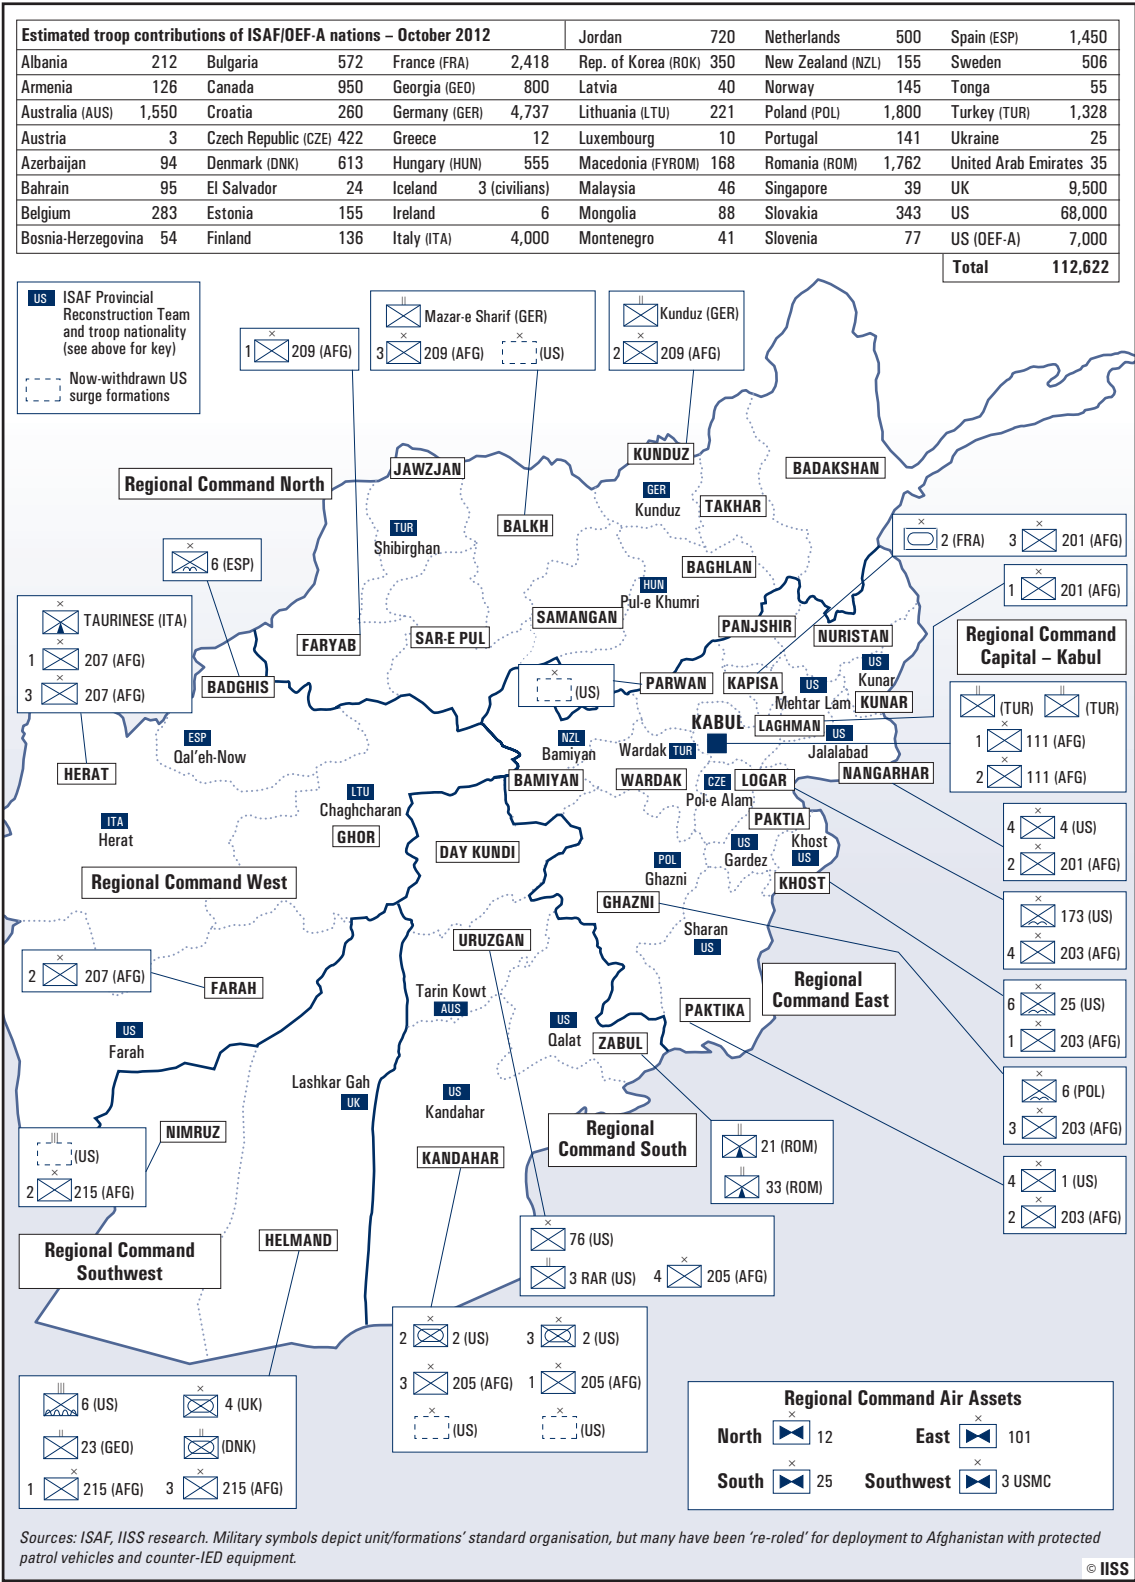 Estimated troop contributions of ISAF/OEF-A nations – October 2012
Jordan 720 Netherlands 500 Spain (ESP) 1,450
Albania 212 Bulgaria 572 France (FRA) 2,418 Rep. of Korea (ROK) 350 New Zealand (NZL) 155 Sweden 506
Armenia 126 Canada 950 Georgia (GEO) 800 Latvia 40 Norway 145 Tonga 55
Australia (AUS) 1,550 Croatia 260 Germany (GER) 4,737 Lithuania (LTU) 221 Poland (POL) 1,800 Turkey (TUR) 1,328
Austria 3 Czech Republic (CZE) 422 Greece 12 Luxembourg 10 Portugal 141 Ukraine 25
Azerbaijan 94 Denmark (DNK) 613 Hungary (HUN) 555 Macedonia (FYROM) 168 Romania (ROM) 1,762 United Arab Emirates 35
Bahrain 95 El Salvador 24 Iceland 3 (civilians) Malaysia 46 Singapore 39 UK 9,500
Belgium 283 Estonia 155 Ireland 6 Mongolia 88 Slovakia 343 US 68,000
Bosnia-Herzegovina 54 Finland 136 Italy (ITA) 4,000 Montenegro 41 Slovenia 77 US (OEF-A) 7,000
Total 112,622
US ISAF Provincial
Reconstruction Team
and troop nationality
(see above for key)
Now-withdrawn US
surge formations
1 209 (AFG)
Mazar-e Sharif (GER)
3 209 (AFG) (US)
Kunduz (GER)
2 209 (AFG)
Regional Command North
JAWZJAN
KUNDUZ
BADAKSHAN
GER
Kunduz
TAKHAR
TUR
Shibirghan
BALKH
2 (FRA) 3 201 (AFG)
6 (ESP)
BAGHLAN
HUN
Pul-e Khumri
1 201 (AFG)
TAURINESE (ITA)
1 207 (AFG)
3 207 (AFG)
FARYAB
SAR-E PUL
SAMANGAN
PANJSHIR
NURISTAN
Regional Command
Capital – Kabul
US
Kunar
BADGHIS
(US)
PARWAN
KAPISA
US
Mehtar Lam
KUNAR
(TUR) (TUR)
1 111 (AFG)
2 111 (AFG)
ESP
Qal'eh-Now
NZL
Bamiyan
KABUL
LAGHMAN
Wardak TUR
US
Jalalabad
HERAT
BAMIYAN
WARDAK
CZE
Pol-e Alam
LOGAR
NANGARHAR
LTU
Chaghcharan
GHOR
ITA
Herat
PAKTIA
4 4 (US)
2 201 (AFG)
DAY KUNDI
POL
Ghazni
US
Gardez
Khost
US
Regional Command West
KHOST
GHAZNI
173 (US)
4 203 (AFG)
URUZGAN
Sharan
US
2 207 (AFG)
FARAH
Regional
Command East
Tarin Kowt
AUS
PAKTIKA
6 25 (US)
1 203 (AFG)
US
Farah
US
Qalat
ZABUL
Lashkar Gah
UK
US
Kandahar
6 (POL)
3 203 (AFG)
NIMRUZ
Regional
Command South
21 (ROM)
33 (ROM)
(US)
2 215 (AFG)
KANDAHAR
4 1 (US)
2 203 (AFG)
Regional Command
Southwest
HELMAND
76 (US)
3 RAR (US) 4 205 (AFG)
2 2 (US) 3 2 (US)
3 205 (AFG) 1 205 (AFG)
(US) (US)
6 (US) 4 (UK)
23 (GEO) (DNK)
1 215 (AFG) 3 215 (AFG)
Regional Command Air Assets
North 12 East 101
South 25 Southwest 3 USMC
Sources: ISAF, IISS research. Military symbols depict unit/formations' standard organisation, but many have been 're-roled' for deployment to Afghanistan with protected
patrol vehicles and counter-IED equipment.
© IISS